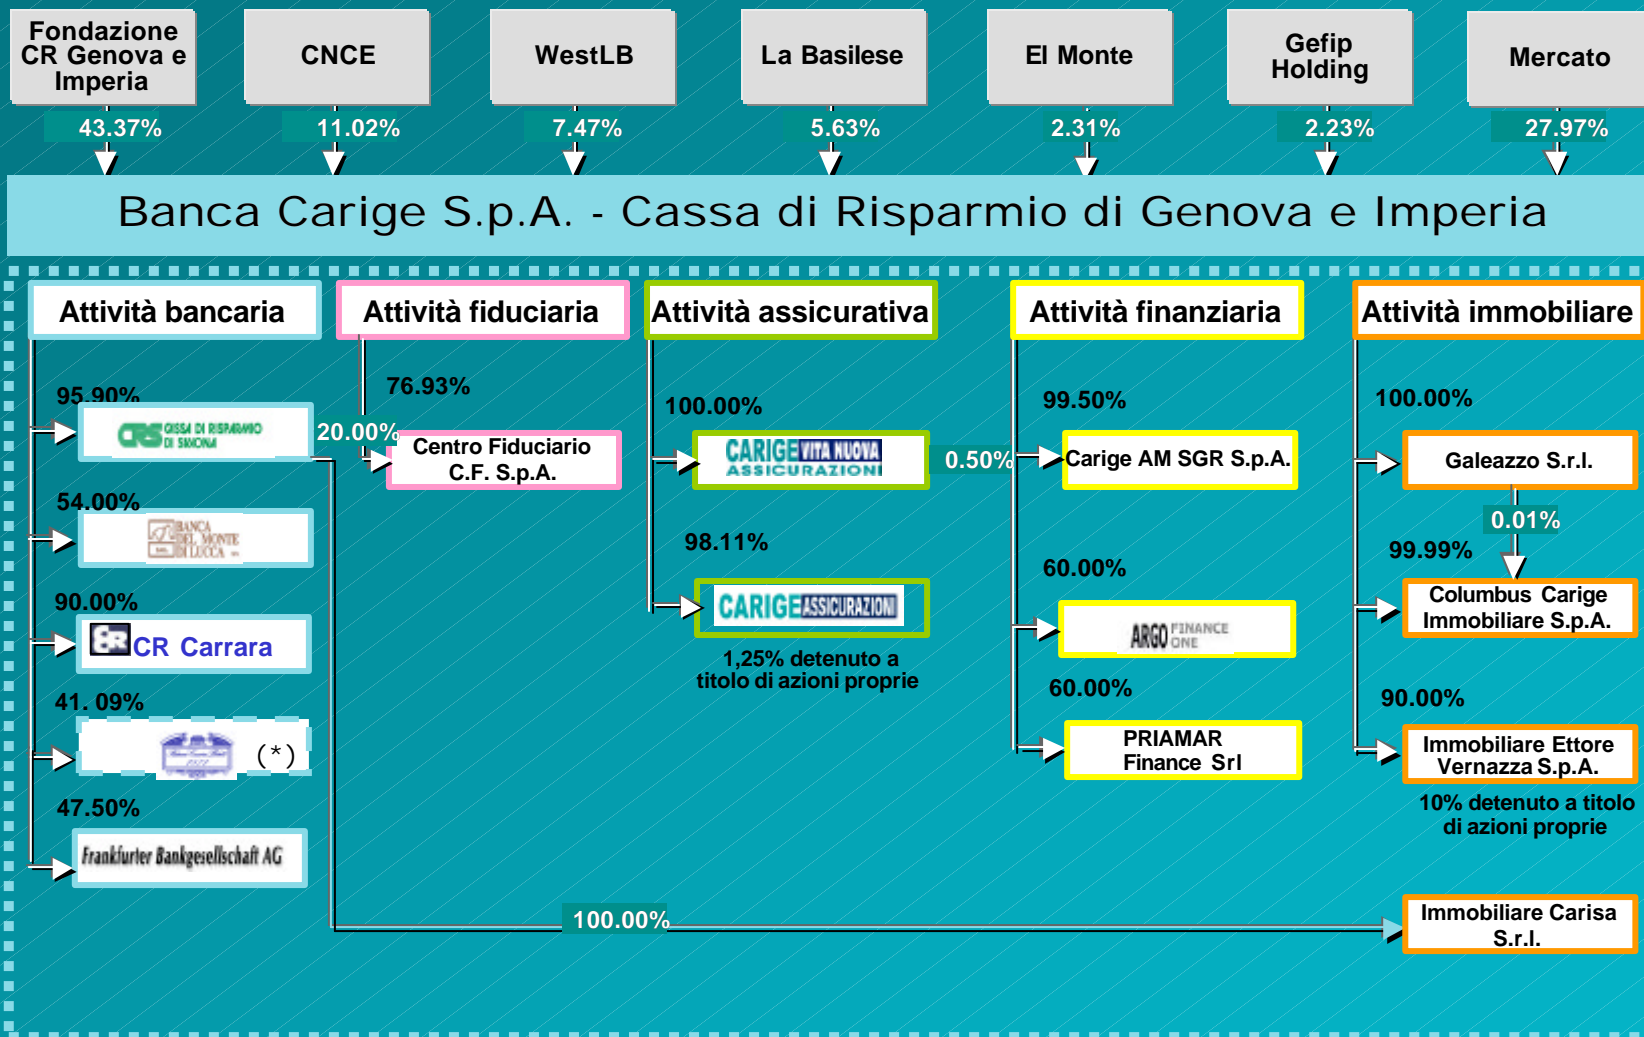 Fondazione
CR Genova e
Imperia
CNCE
WestLB
La Basilese
El Monte
Gefip
Holding
Mercato
43.37%
11.02%
7.47%
5.63%
2.31%
2.23%
27.97%
Banca Carige S.p.A. - Cassa di Risparmio di Genova e Imperia
Attività bancaria
Attività fiduciaria
Attività assicurativa
Attività finanziaria
Attività immobiliare
95.90%
CRS CASSA DI RISPARMIO
DI SAVONA
20.00%
54.00%
BANCA
DEL MONTE
DI LUCCA
90.00%
CR Carrara
41. 09%
(*)
47.50%
Frankfurter Bankgesellschaft AG
76.93%
Centro Fiduciario
C.F. S.p.A.
100.00%
CARIGE VITA NUOVA
ASSICURAZIONI
0.50%
98.11%
CARIGE ASSICURAZIONI
1,25% detenuto a
titolo di azioni proprie
99.50%
Carige AM SGR S.p.A.
60.00%
ARGO FINANCE
ONE
60.00%
PRIAMAR
Finance Srl
100.00%
Galeazzo S.r.l.
0.01%
99.99%
Columbus Carige
Immobiliare S.p.A.
90.00%
Immobiliare Ettore
Vernazza S.p.A.
10% detenuto a titolo
di azioni proprie
100.00%
Immobiliare Carisa
S.r.l.